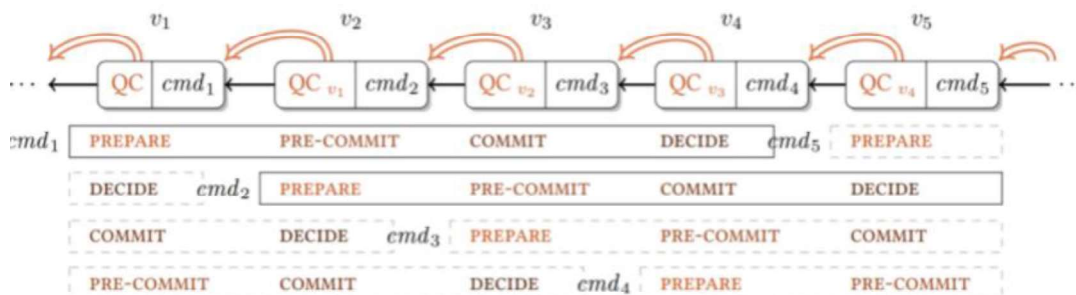 v1 v2 v3 v4 v5
... QC cmd1 QC v1 cmd2 QC v2 cmd3 QC v3 cmd4 QC v4 cmd5 ...
cmd1 PREPARE PRE-COMMIT COMMIT DECIDE cmd5 PREPARE
DECIDE cmd2 PREPARE PRE-COMMIT COMMIT DECIDE
COMMIT DECIDE cmd3 PREPARE PRE-COMMIT COMMIT
PRE-COMMIT COMMIT DECIDE cmd4 PREPARE PRE-COMMIT